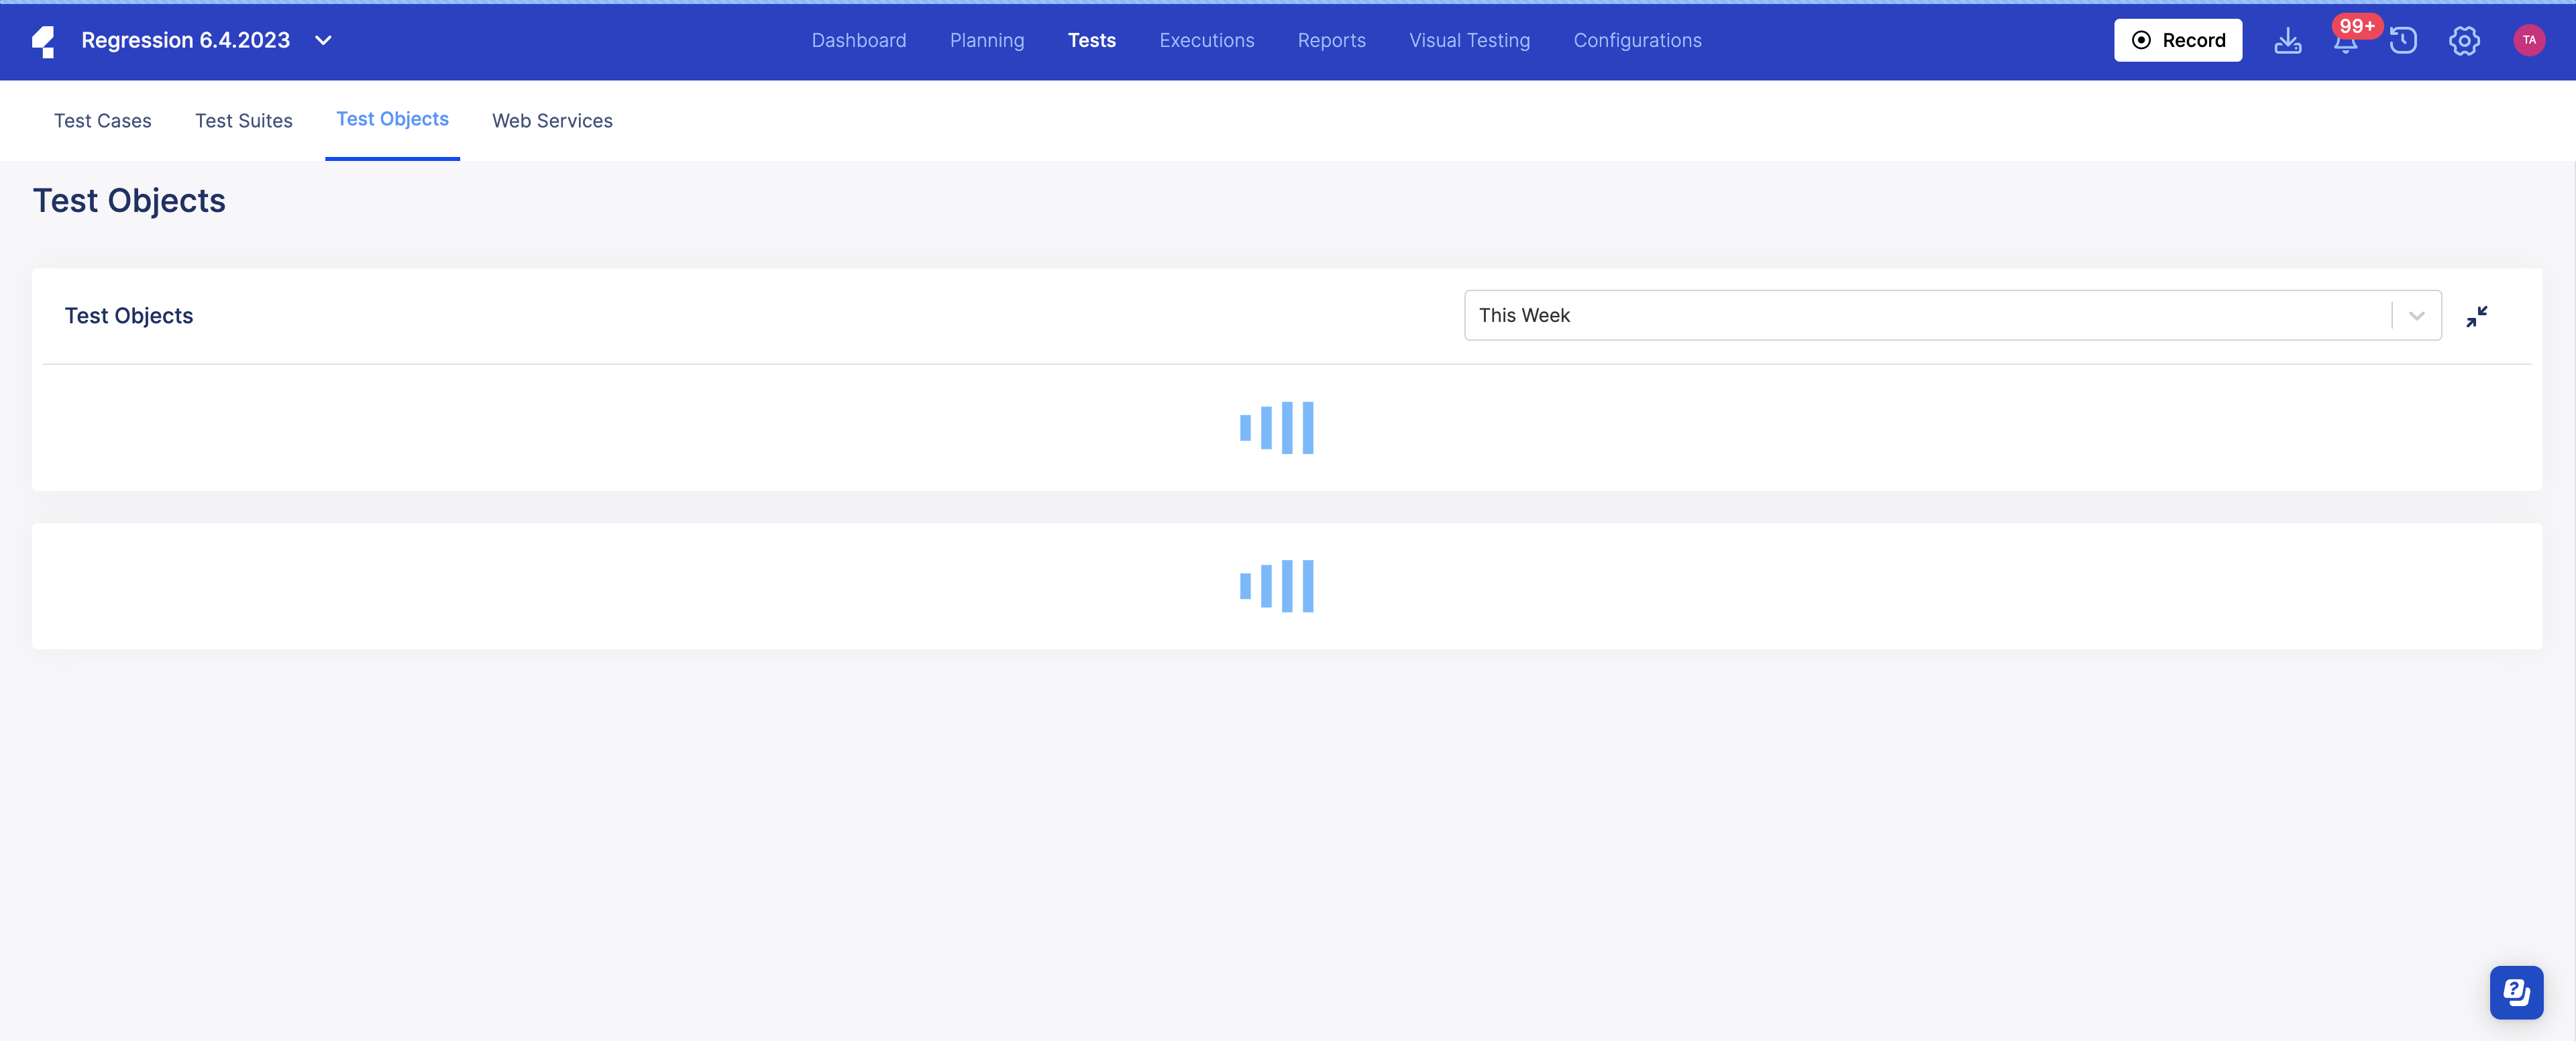 Regression 6.4.2023
Dashboard Planning Tests Executions Reports Visual Testing Configurations
Record
99+
TA
Test Cases Test Suites Test Objects Web Services
Test Objects
Test Objects
This Week
?